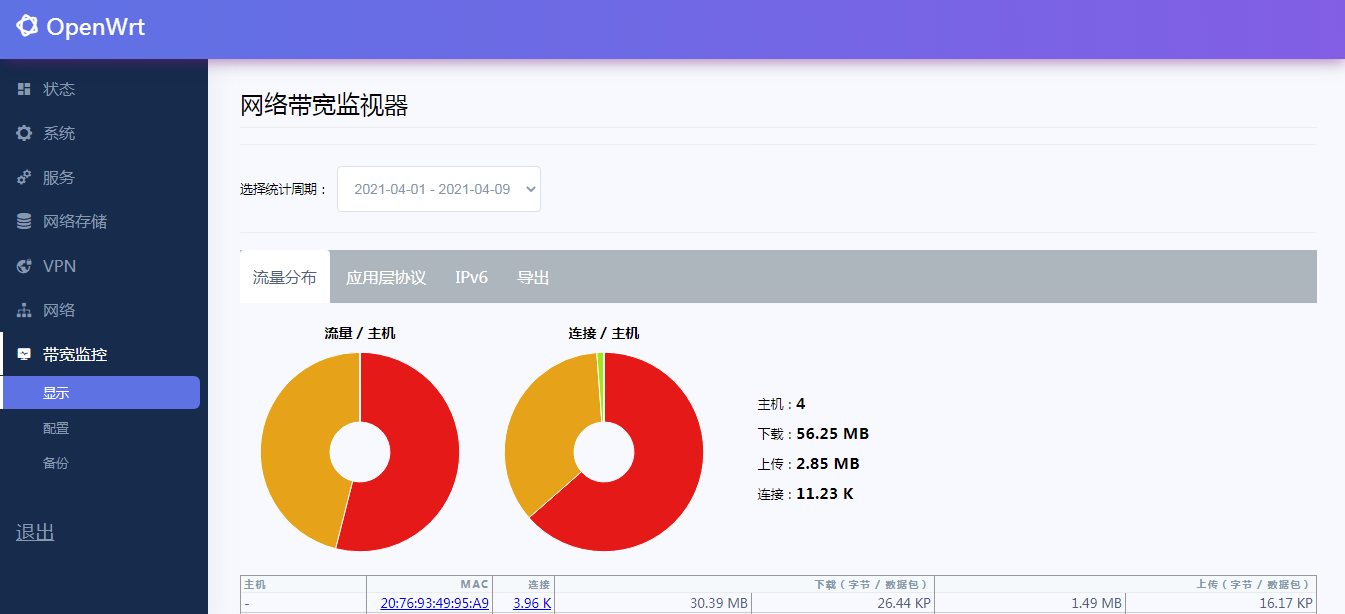 OpenWrt
状态
系统
服务
网络存储
VPN
网络
带宽监控
显示
配置
备份
退出
网络带宽监视器
选择统计周期： 2021-04-01 - 2021-04-09
流量分布 应用层协议 IPv6 导出
流量 / 主机 连接 / 主机
主机：4
下载：56.25 MB
上传：2.85 MB
连接：11.23 K
主机 MAC 连接 下载（字节 / 数据包） 上传（字节 / 数据包）
- 20:76:93:49:95:A9 3.96 K 30.39 MB 26.44 KP 1.49 MB 16.17 KP